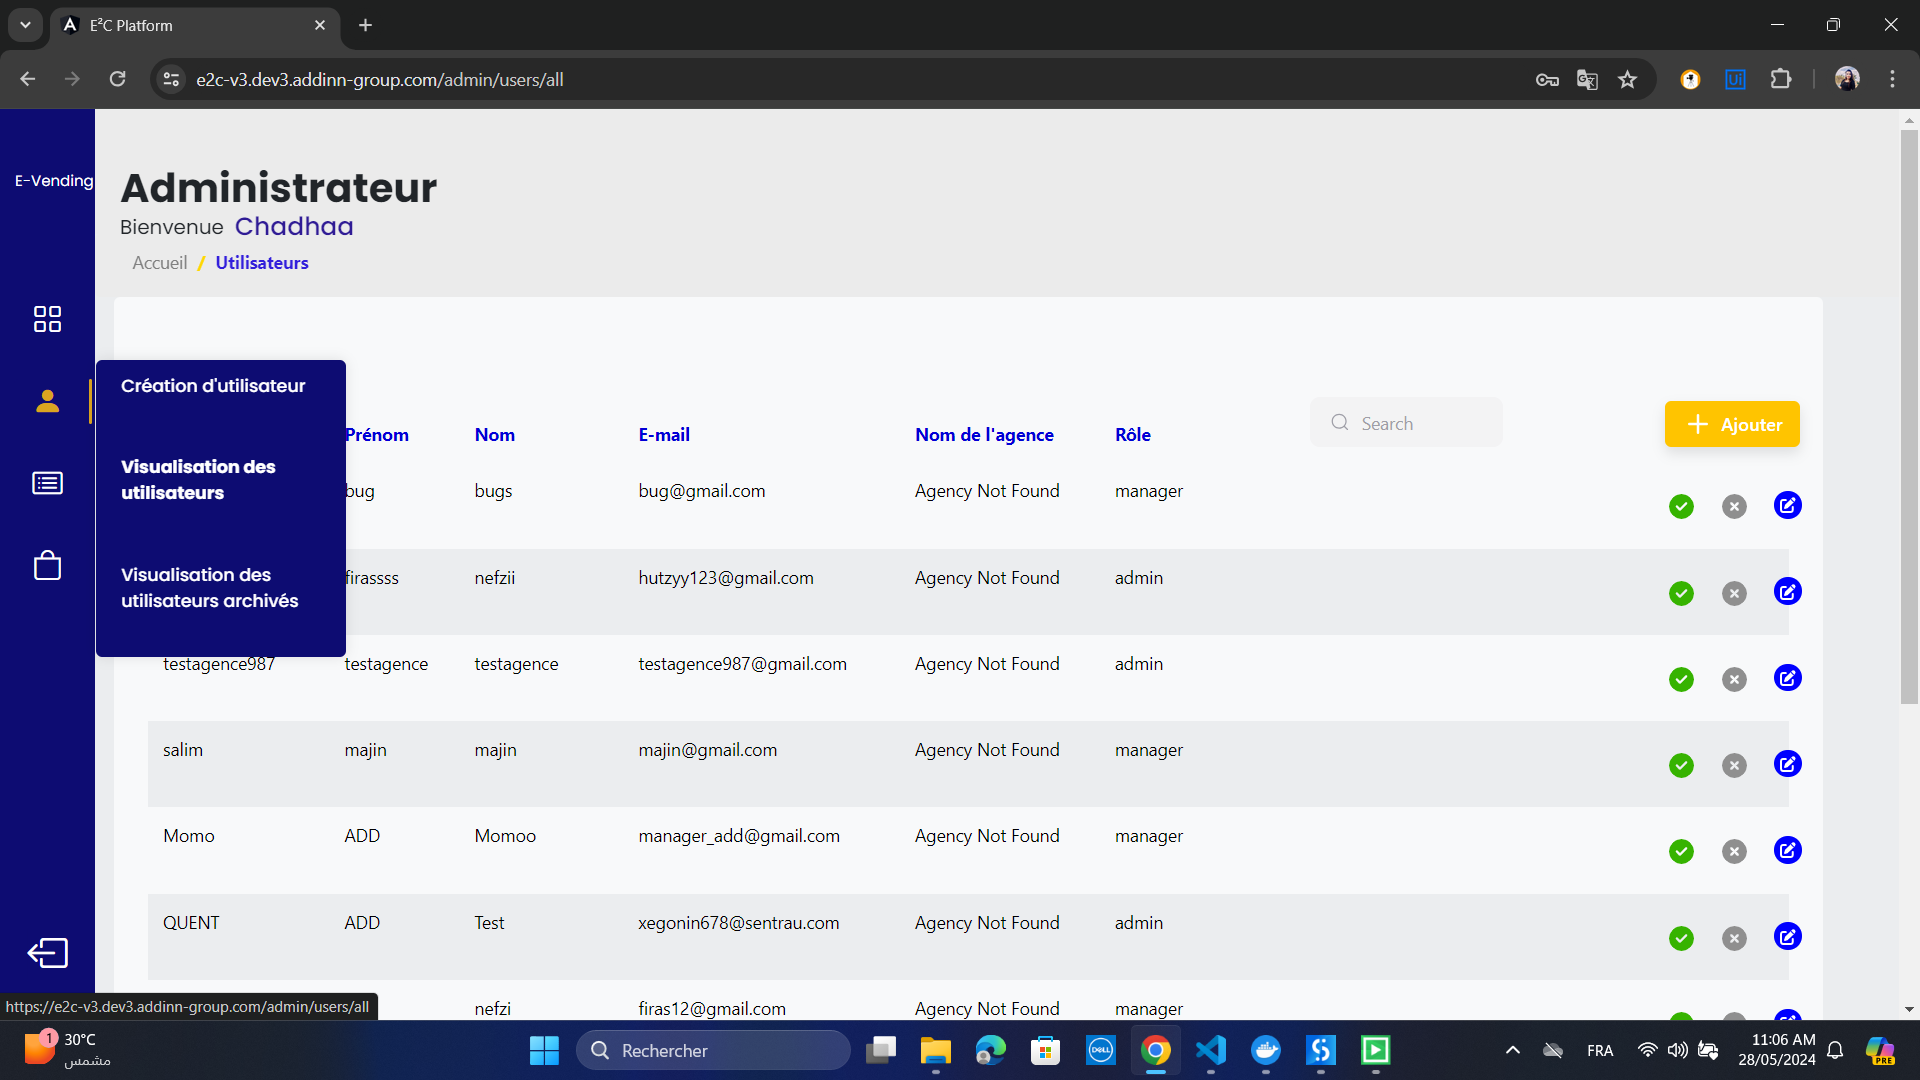 E²C Platform
e2c-v3.dev3.addinn-group.com/admin/users/all
E-Vending
Administrateur
Bienvenue Chadhaa
Accueil / Utilisateurs
Création d'utilisateur
Visualisation des
utilisateurs
Visualisation des
utilisateurs archivés
Search
Ajouter
Prénom Nom E-mail Nom de l'agence Rôle
bug bugs bug@gmail.com Agency Not Found manager
firassss nefzii hutzyy123@gmail.com Agency Not Found admin
testagence987 testagence testagence testagence987@gmail.com Agency Not Found admin
salim majin majin majin@gmail.com Agency Not Found manager
Momo ADD Momoo manager_add@gmail.com Agency Not Found manager
QUENT ADD Test xegonin678@sentrau.com Agency Not Found admin
nefzi firas12@gmail.com Agency Not Found manager
https://e2c-v3.dev3.addinn-group.com/admin/users/all
1
30°C
مشمس
Rechercher
DELL
FRA
11:06 AM
28/05/2024
PRE